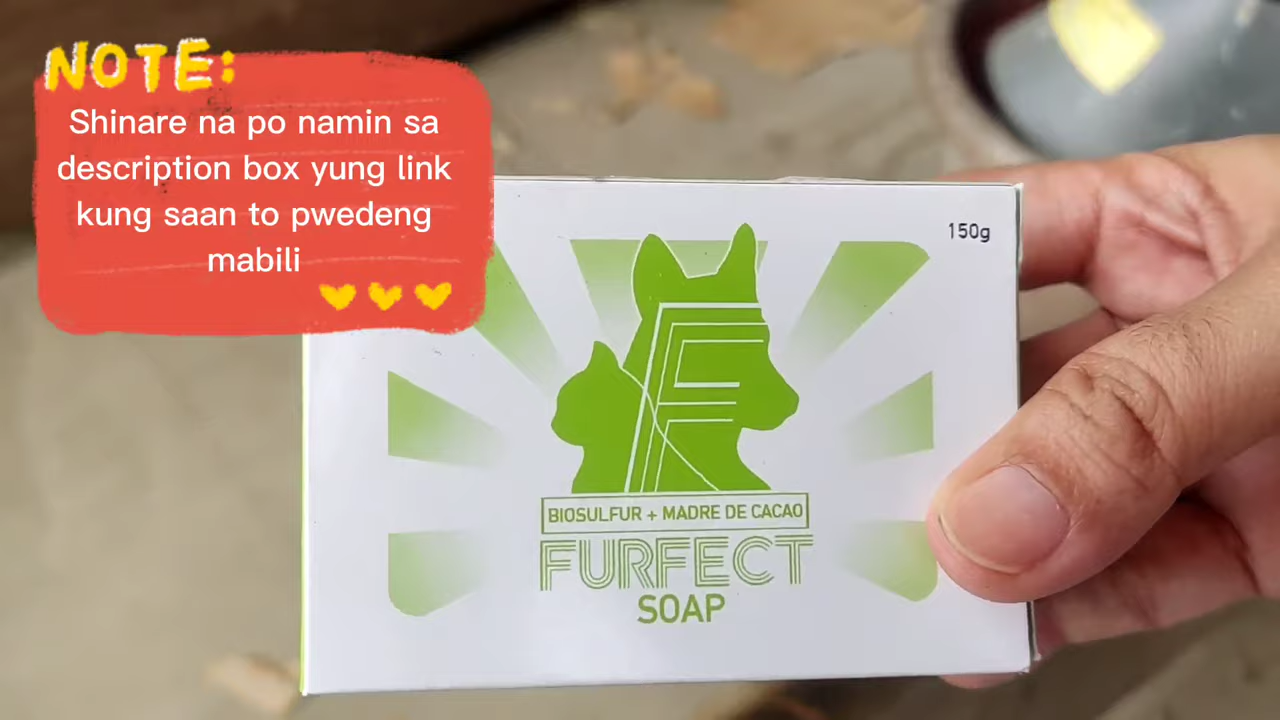 NOTE:
Shinare na po namin sa
description box yung link
kung saan to pwedeng
mabili
150g
BIOSULFUR + MADRE DE CACAO
FURFECT
SOAP